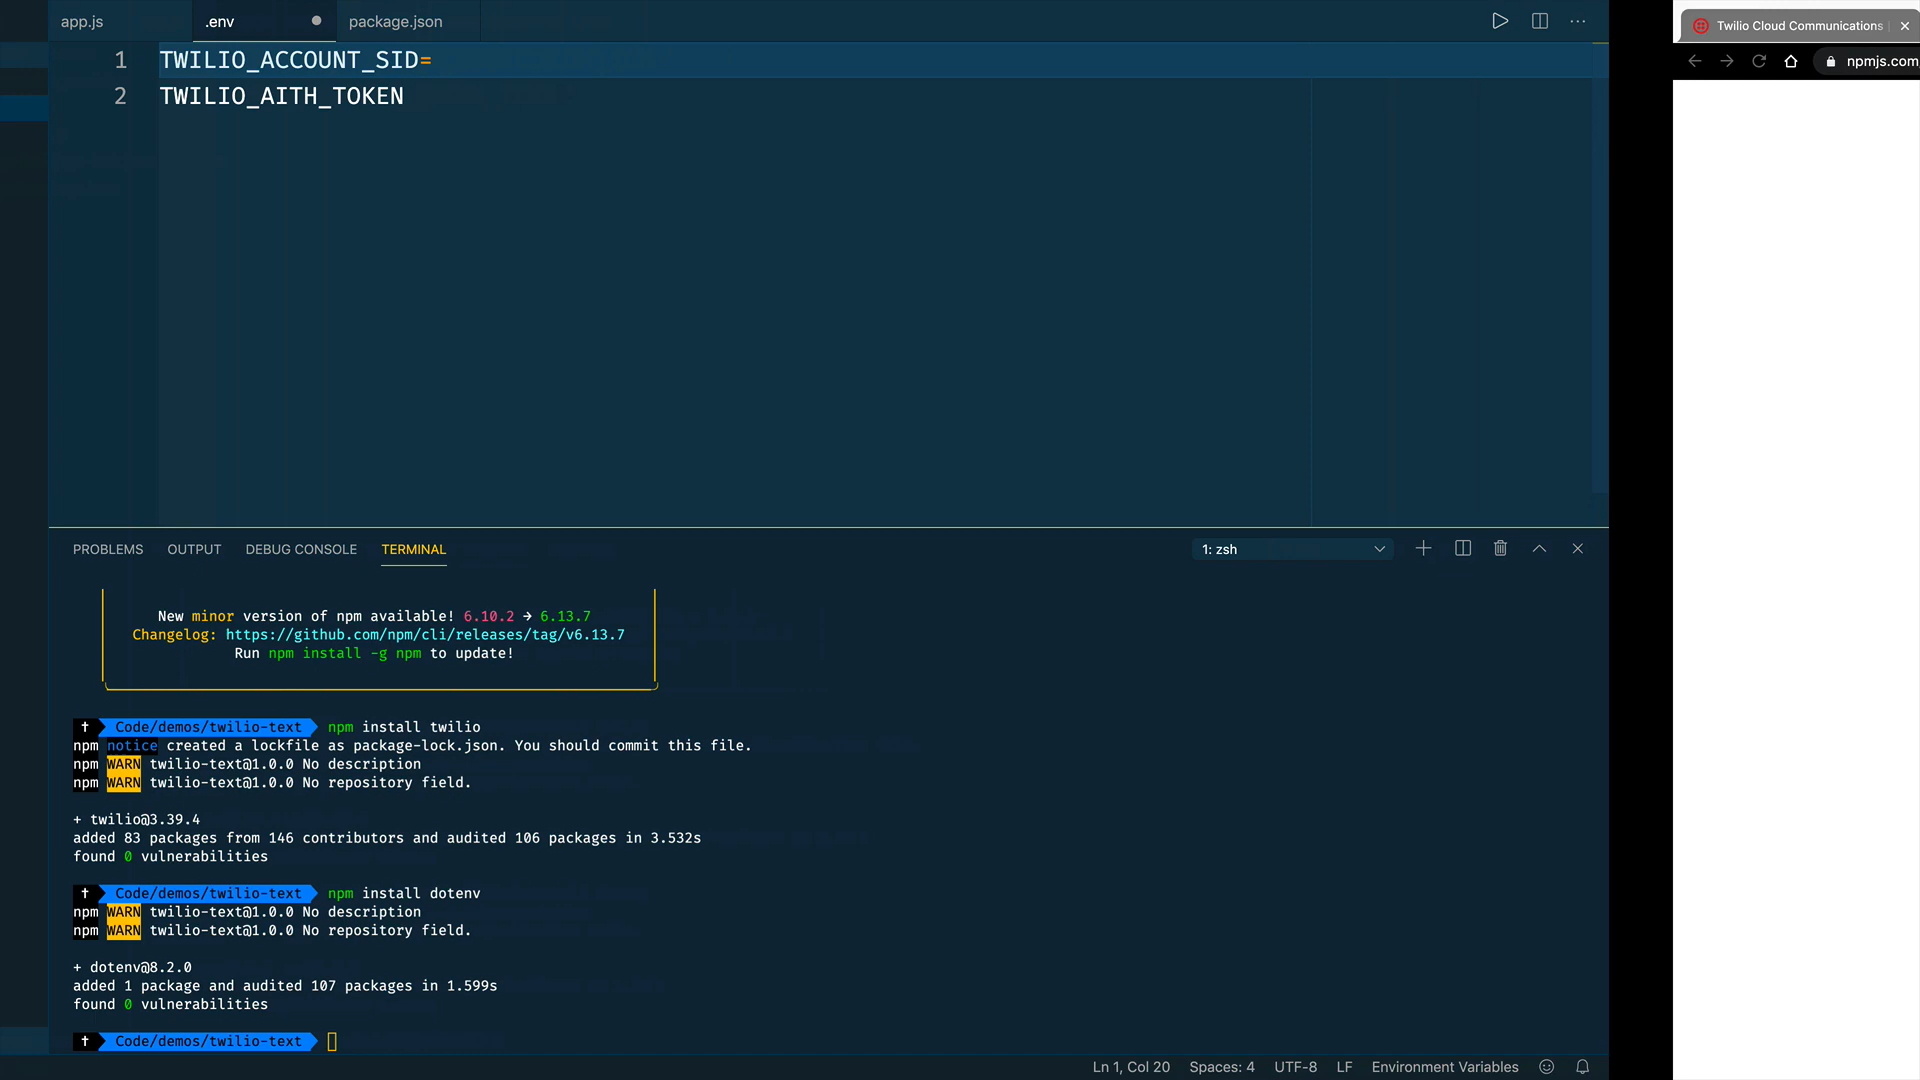 app.js
.env
package.json
1 TWILIO_ACCOUNT_SID=
2 TWILIO_AITH_TOKEN
Twilio Cloud Communications
npmjs.com
PROBLEMS OUTPUT DEBUG CONSOLE TERMINAL
1: zsh
New minor version of npm available! 6.10.2 → 6.13.7
Changelog: https://github.com/npm/cli/releases/tag/v6.13.7
Run npm install -g npm to update!
Code/demos/twilio-text npm install twilio
npm notice created a lockfile as package-lock.json. You should commit this file.
npm WARN twilio-text@1.0.0 No description
npm WARN twilio-text@1.0.0 No repository field.
+ twilio@3.39.4
added 83 packages from 146 contributors and audited 106 packages in 3.532s
found 0 vulnerabilities
Code/demos/twilio-text npm install dotenv
npm WARN twilio-text@1.0.0 No description
npm WARN twilio-text@1.0.0 No repository field.
+ dotenv@8.2.0
added 1 package and audited 107 packages in 1.599s
found 0 vulnerabilities
Code/demos/twilio-text
Ln 1, Col 20 Spaces: 4 UTF-8 LF Environment Variables